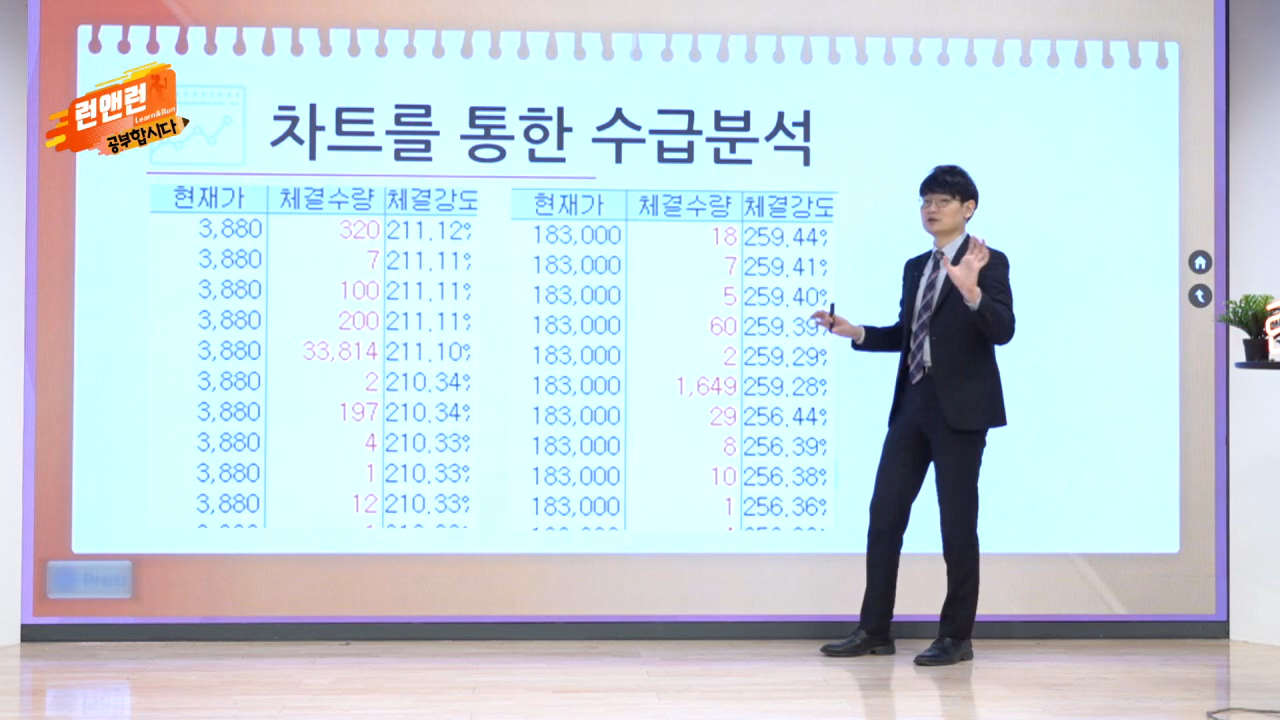 런앤런
Learn&Run
공부합시다
차트를 통한 수급분석
현재가 체결수량 체결강도
3,880 320 211.12%
3,880 7 211.11%
3,880 100 211.11%
3,880 200 211.11%
3,880 33,814 211.10%
3,880 2 210.34%
3,880 197 210.34%
3,880 4 210.33%
3,880 1 210.33%
3,880 12 210.33%
현재가 체결수량 체결강도
183,000 18 259.44%
183,000 7 259.41%
183,000 5 259.40%
183,000 60 259.39%
183,000 2 259.29%
183,000 1,649 259.28%
183,000 29 256.44%
183,000 8 256.39%
183,000 10 256.38%
183,000 1 256.36%